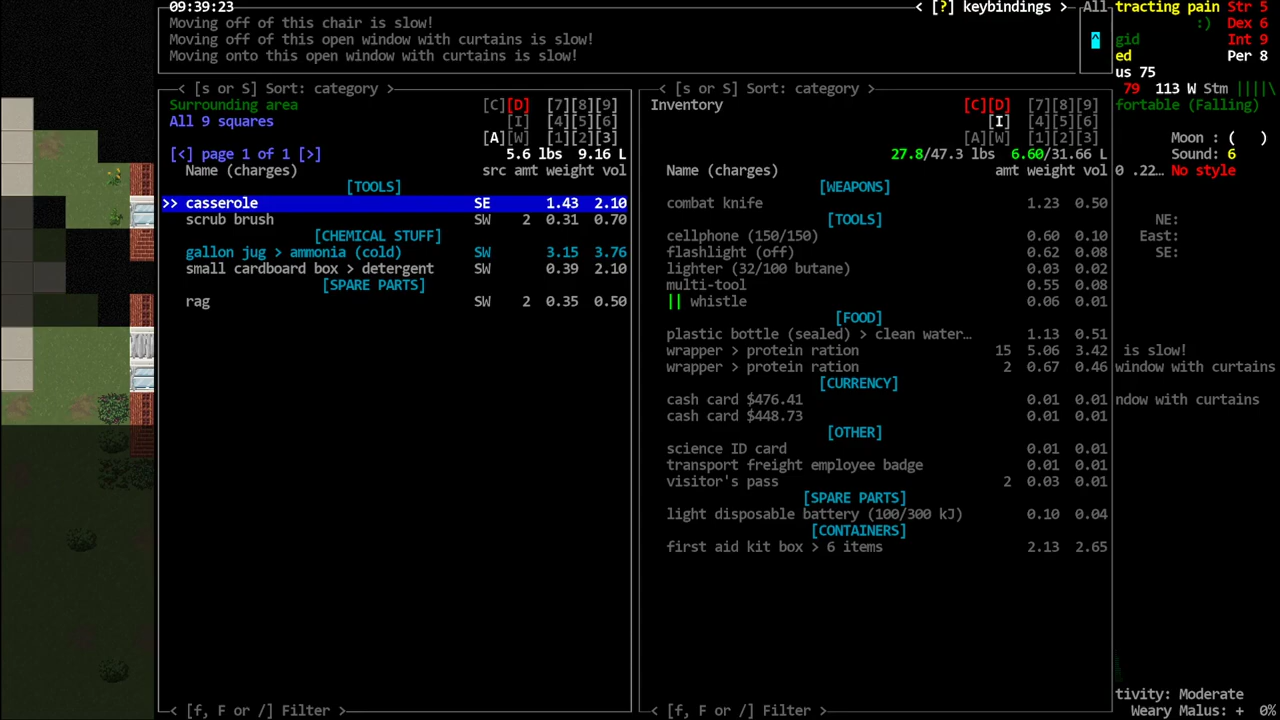 09:39:23
< [?] keybindings >
All
tracting pain Str 5
Moving off of this chair is slow!
:) Dex 6
Moving off of this open window with curtains is slow!
^
gid Int 9
Moving onto this open window with curtains is slow!
ed Per 8
us 75
< [s or S] Sort: category >
< [s or S] Sort: category >
79 113 W Stm ||||\
Surrounding area [C][D] [7][8][9]
Inventory [C][D] [7][8][9]
fortable (Falling)
All 9 squares [I] [4][5][6]
[I] [4][5][6]
[A][W] [1][2][3]
[A][W] [1][2][3]
Moon : ( )
[<] page 1 of 1 [>] 5.6 lbs 9.16 L
27.8/47.3 lbs 6.60/31.66 L
Sound: 6
Name (charges) src amt weight vol
Name (charges) amt weight vol
0 .22… No style
[TOOLS]
[WEAPONS]
>> casserole SE 1.43 2.10
combat knife 1.23 0.50
scrub brush SW 2 0.31 0.70
[TOOLS]
NE:
[CHEMICAL STUFF]
cellphone (150/150) 0.60 0.10
East:
gallon jug > ammonia (cold) SW 3.15 3.76
flashlight (off) 0.62 0.08
SE:
small cardboard box > detergent SW 0.39 2.10
lighter (32/100 butane) 0.03 0.02
[SPARE PARTS]
multi-tool 0.55 0.08
rag SW 2 0.35 0.50
|| whistle 0.06 0.01
[FOOD]
plastic bottle (sealed) > clean water… 1.13 0.51
wrapper > protein ration 15 5.06 3.42
is slow!
wrapper > protein ration 2 0.67 0.46
window with curtains
[CURRENCY]
cash card $476.41 0.01 0.01
ndow with curtains
cash card $448.73 0.01 0.01
[OTHER]
science ID card 0.01 0.01
transport freight employee badge 0.01 0.01
visitor's pass 2 0.03 0.01
[SPARE PARTS]
light disposable battery (100/300 kJ) 0.10 0.04
[CONTAINERS]
first aid kit box > 6 items 2.13 2.65
tivity: Moderate
< [f, F or /] Filter >
< [f, F or /] Filter >
Weary Malus: + 0%